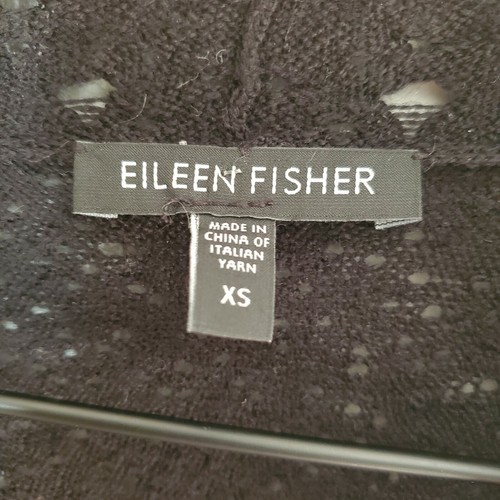 EILEEN FISHER
MADE IN
CHINA OF
ITALIAN
YARN
XS